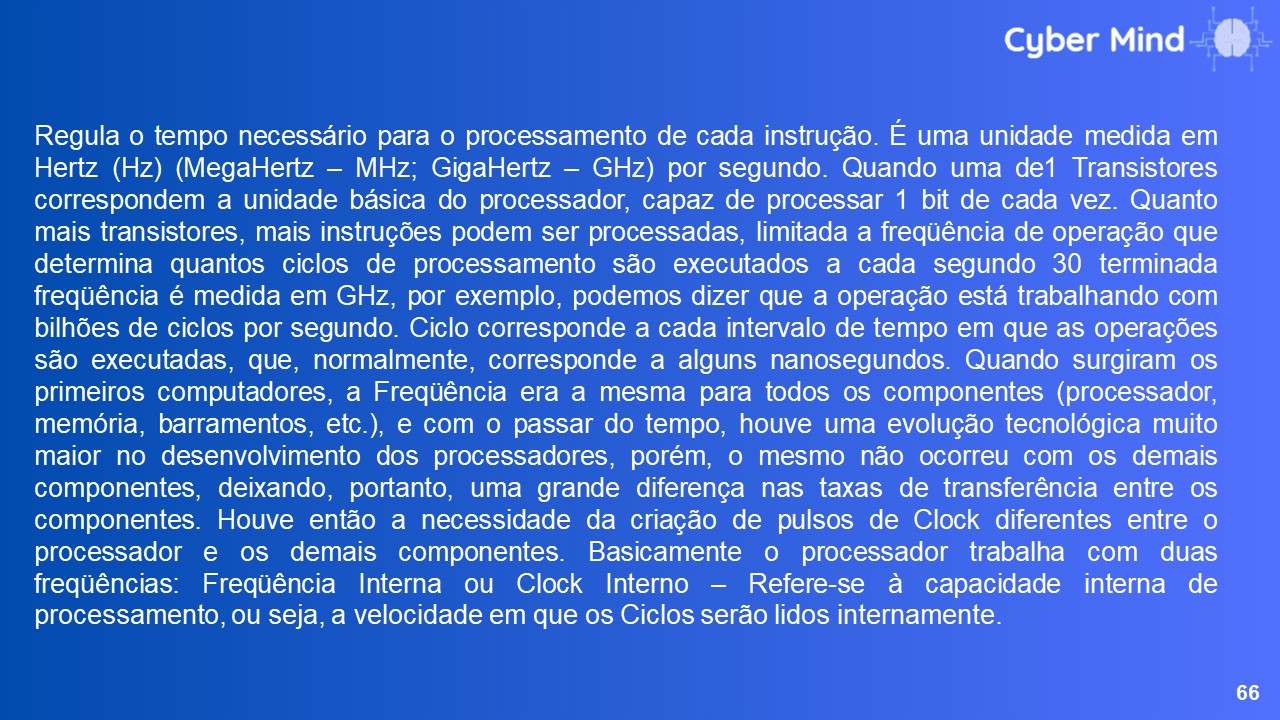 Cyber Mind
Regula o tempo necessário para o processamento de cada instrução. É uma unidade medida em
Hertz (Hz) (MegaHertz – MHz; GigaHertz – GHz) por segundo. Quando uma de1 Transistores
correspondem a unidade básica do processador, capaz de processar 1 bit de cada vez. Quanto
mais transistores, mais instruções podem ser processadas, limitada a freqüência de operação que
determina quantos ciclos de processamento são executados a cada segundo 30 terminada
freqüência é medida em GHz, por exemplo, podemos dizer que a operação está trabalhando com
bilhões de ciclos por segundo. Ciclo corresponde a cada intervalo de tempo em que as operações
são executadas, que, normalmente, corresponde a alguns nanosegundos. Quando surgiram os
primeiros computadores, a Freqüência era a mesma para todos os componentes (processador,
memória, barramentos, etc.), e com o passar do tempo, houve uma evolução tecnológica muito
maior no desenvolvimento dos processadores, porém, o mesmo não ocorreu com os demais
componentes, deixando, portanto, uma grande diferença nas taxas de transferência entre os
componentes. Houve então a necessidade da criação de pulsos de Clock diferentes entre o
processador e os demais componentes. Basicamente o processador trabalha com duas
freqüências: Freqüência Interna ou Clock Interno – Refere-se à capacidade interna de
processamento, ou seja, a velocidade em que os Ciclos serão lidos internamente.
66